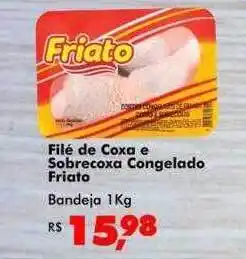 Friato
Filé de Coxa e
Sobrecoxa Congelado
Friato
Bandeja 1Kg
R$ 15,98